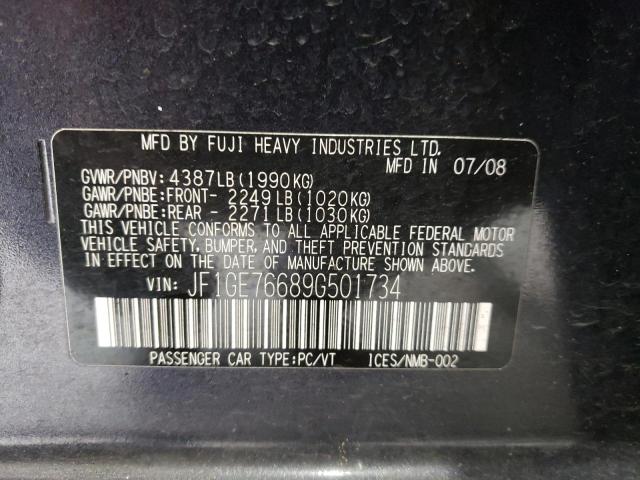 MFD BY FUJI HEAVY INDUSTRIES LTD.
MFD IN 07/08
GVWR/PNBV: 4387LB(1990KG)
GAWR/PNBE:FRONT- 2249LB(1020KG)
GAWR/PNBE:REAR - 2271LB(1030KG)
THIS VEHICLE CONFORMS TO ALL APPLICABLE FEDERAL MOTOR
VEHICLE SAFETY, BUMPER, AND THEFT PREVENTION STANDARDS
IN EFFECT ON THE DATE OF MANUFACTURE SHOWN ABOVE.
VIN: JF1GE76689G501734
PASSENGER CAR TYPE:PC/VT ICES/NMB-002